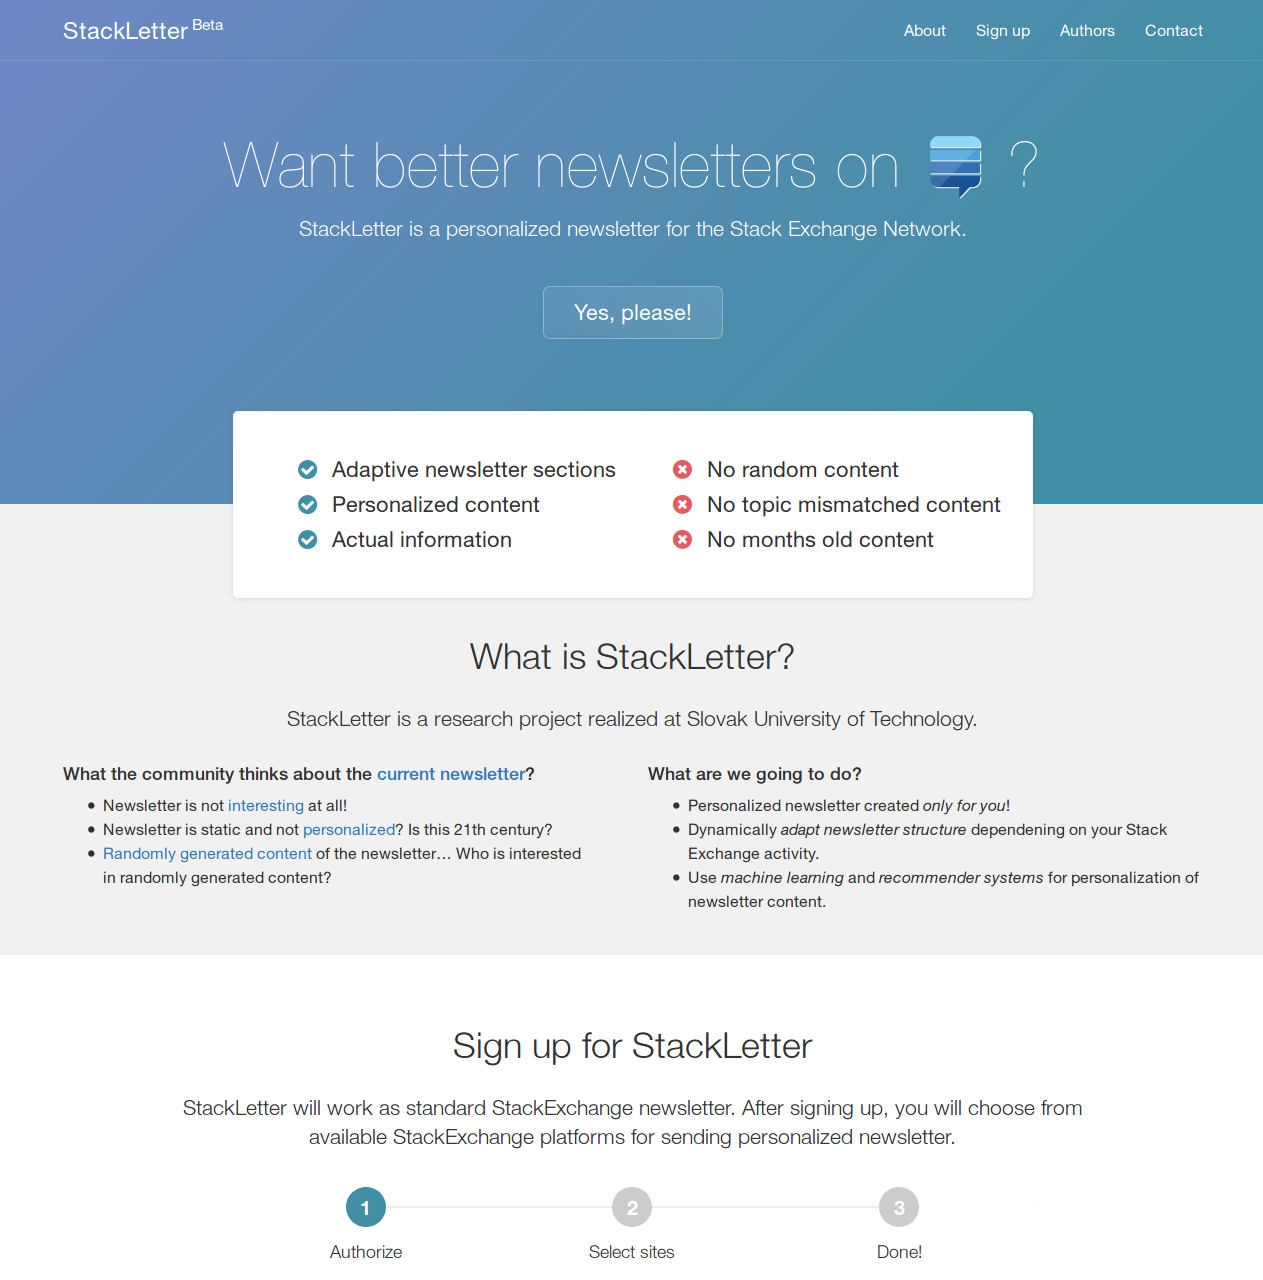 StackLetter Beta
About Sign up Authors Contact
Want better newsletters on ?
StackLetter is a personalized newsletter for the Stack Exchange Network.
Yes, please!
Adaptive newsletter sections
Personalized content
Actual information
No random content
No topic mismatched content
No months old content
What is StackLetter?
StackLetter is a research project realized at Slovak University of Technology.
What the community thinks about the current newsletter?
• Newsletter is not interesting at all!
• Newsletter is static and not personalized? Is this 21th century?
• Randomly generated content of the newsletter… Who is interested
in randomly generated content?
What are we going to do?
• Personalized newsletter created only for you!
• Dynamically adapt newsletter structure dependening on your Stack
Exchange activity.
• Use machine learning and recommender systems for personalization of
newsletter content.
Sign up for StackLetter
StackLetter will work as standard StackExchange newsletter. After signing up, you will choose from
available StackExchange platforms for sending personalized newsletter.
1 2 3
Authorize Select sites Done!